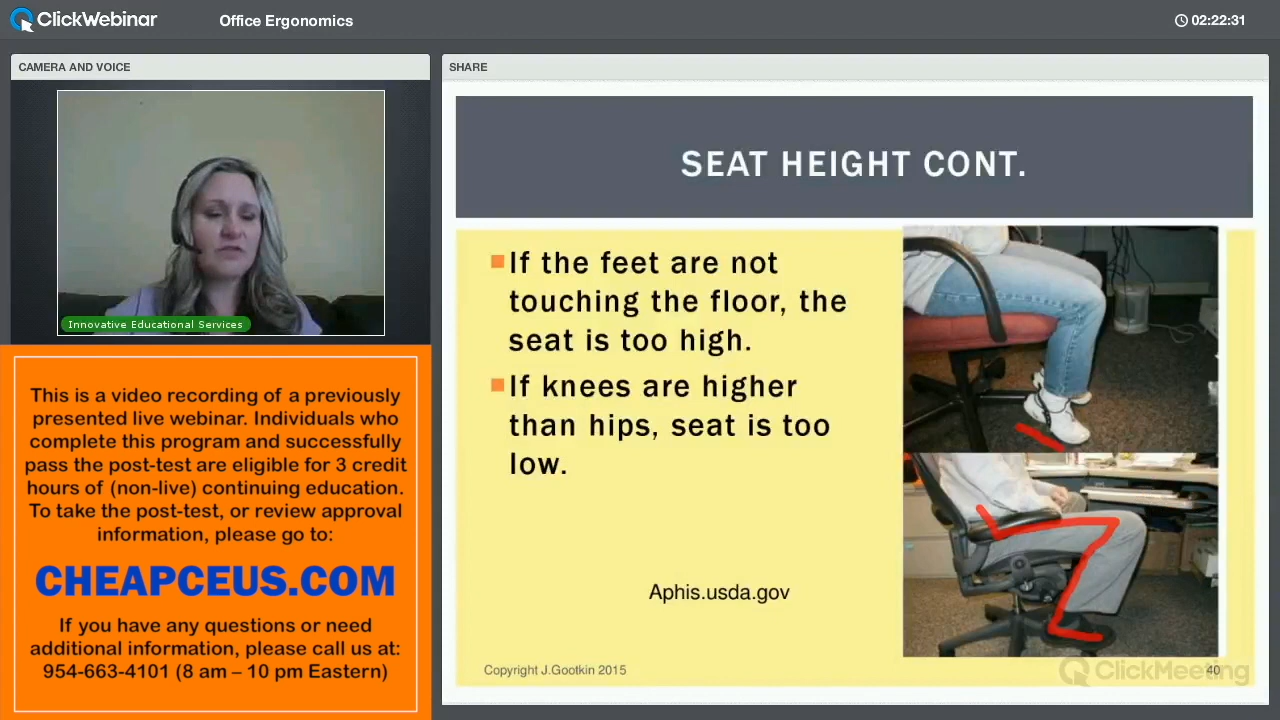 ClickWebinar
Office Ergonomics
02:22:31
CAMERA AND VOICE
Innovative Educational Services
This is a video recording of a previously
presented live webinar. Individuals who
complete this program and successfully
pass the post-test are eligible for 3 credit
hours of (non-live) continuing education.
To take the post-test, or review approval
information, please go to:
CHEAPCEUS.COM
If you have any questions or need
additional information, please call us at:
954-663-4101 (8 am – 10 pm Eastern)
SHARE
SEAT HEIGHT CONT.
If the feet are not
touching the floor, the
seat is too high.
If knees are higher
than hips, seat is too
low.
Aphis.usda.gov
Copyright J.Gootkin 2015
40
ClickMeeting